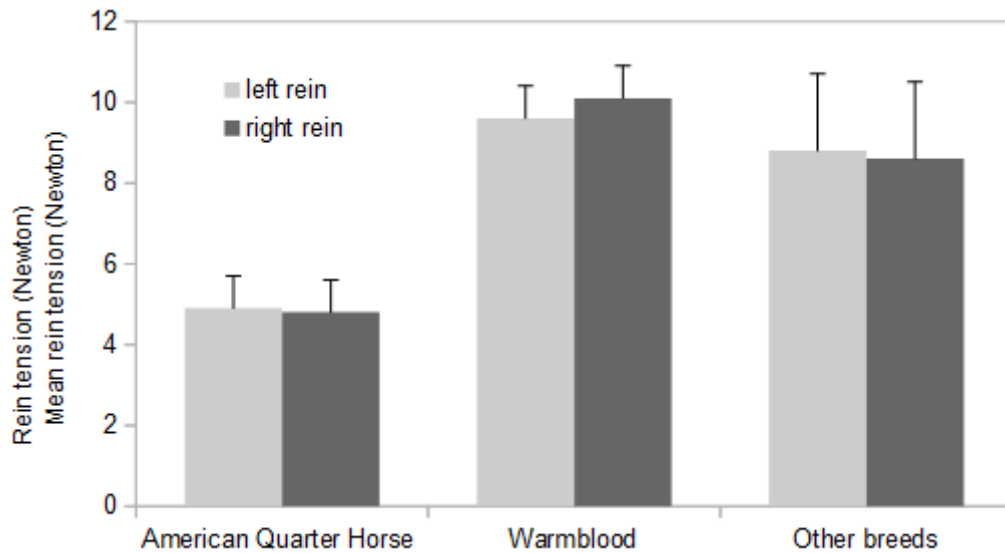 12
10
8
6
4
2
0
Rein tension (Newton)
Mean rein tension (Newton)
left rein
right rein
American Quarter Horse
Warmblood
Other breeds